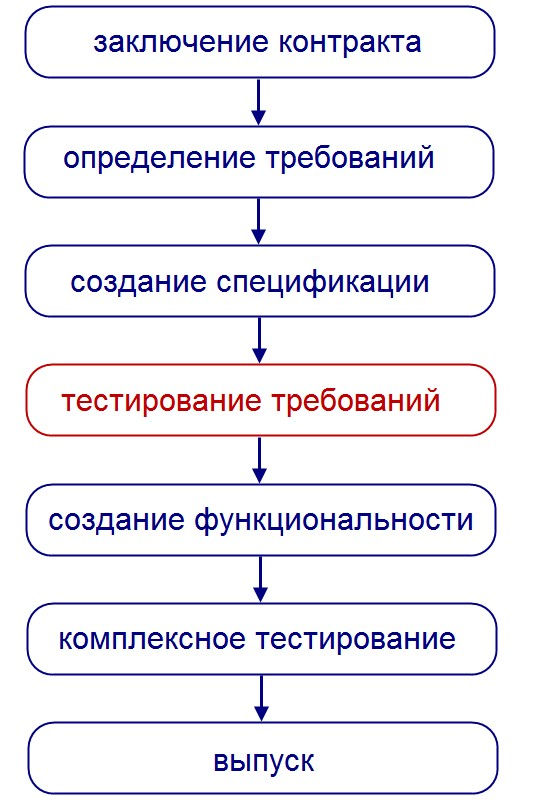 заключение контракта
определение требований
создание спецификации
тестирование требований
создание функциональности
комплексное тестирование
выпуск